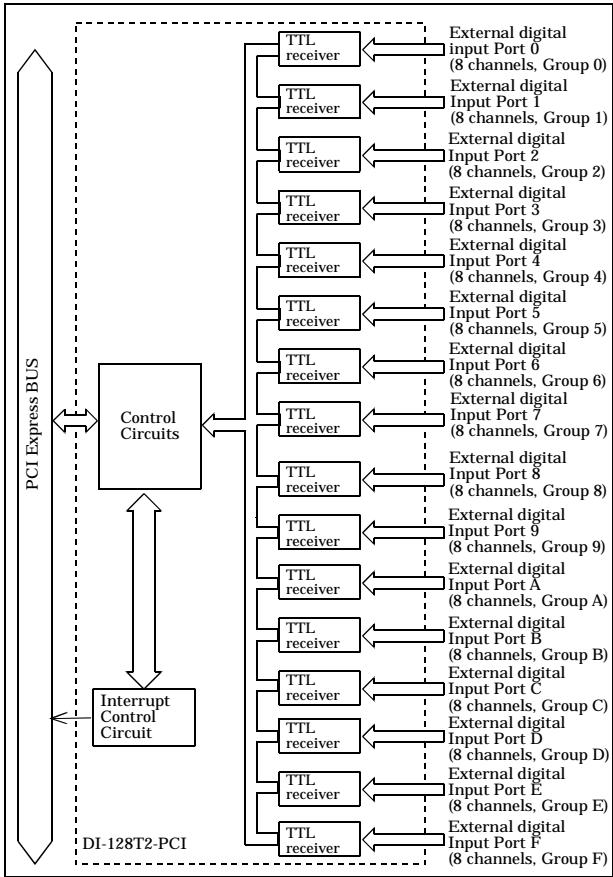 TTL
receiver
External digital
input Port 0
(8 channels, Group 0)
TTL
receiver
External digital
Input Port 1
(8 channels, Group 1)
TTL
receiver
External digital
Input Port 2
(8 channels, Group 2)
TTL
receiver
External digital
Input Port 3
(8 channels, Group 3)
TTL
receiver
External digital
Input Port 4
(8 channels, Group 4)
TTL
receiver
External digital
Input Port 5
(8 channels, Group 5)
TTL
receiver
External digital
Input Port 6
(8 channels, Group 6)
TTL
receiver
External digital
Input Port 7
(8 channels, Group 7)
TTL
receiver
External digital
Input Port 8
(8 channels, Group 8)
TTL
receiver
External digital
Input Port 9
(8 channels, Group 9)
TTL
receiver
External digital
Input Port A
(8 channels, Group A)
TTL
receiver
External digital
Input Port B
(8 channels, Group B)
TTL
receiver
External digital
Input Port C
(8 channels, Group C)
TTL
receiver
External digital
Input Port D
(8 channels, Group D)
TTL
receiver
External digital
Input Port E
(8 channels, Group E)
TTL
receiver
External digital
Input Port F
(8 channels, Group F)
PCI Express BUS
Control
Circuits
Interrupt
Control
Circuit
DI-128T2-PCI